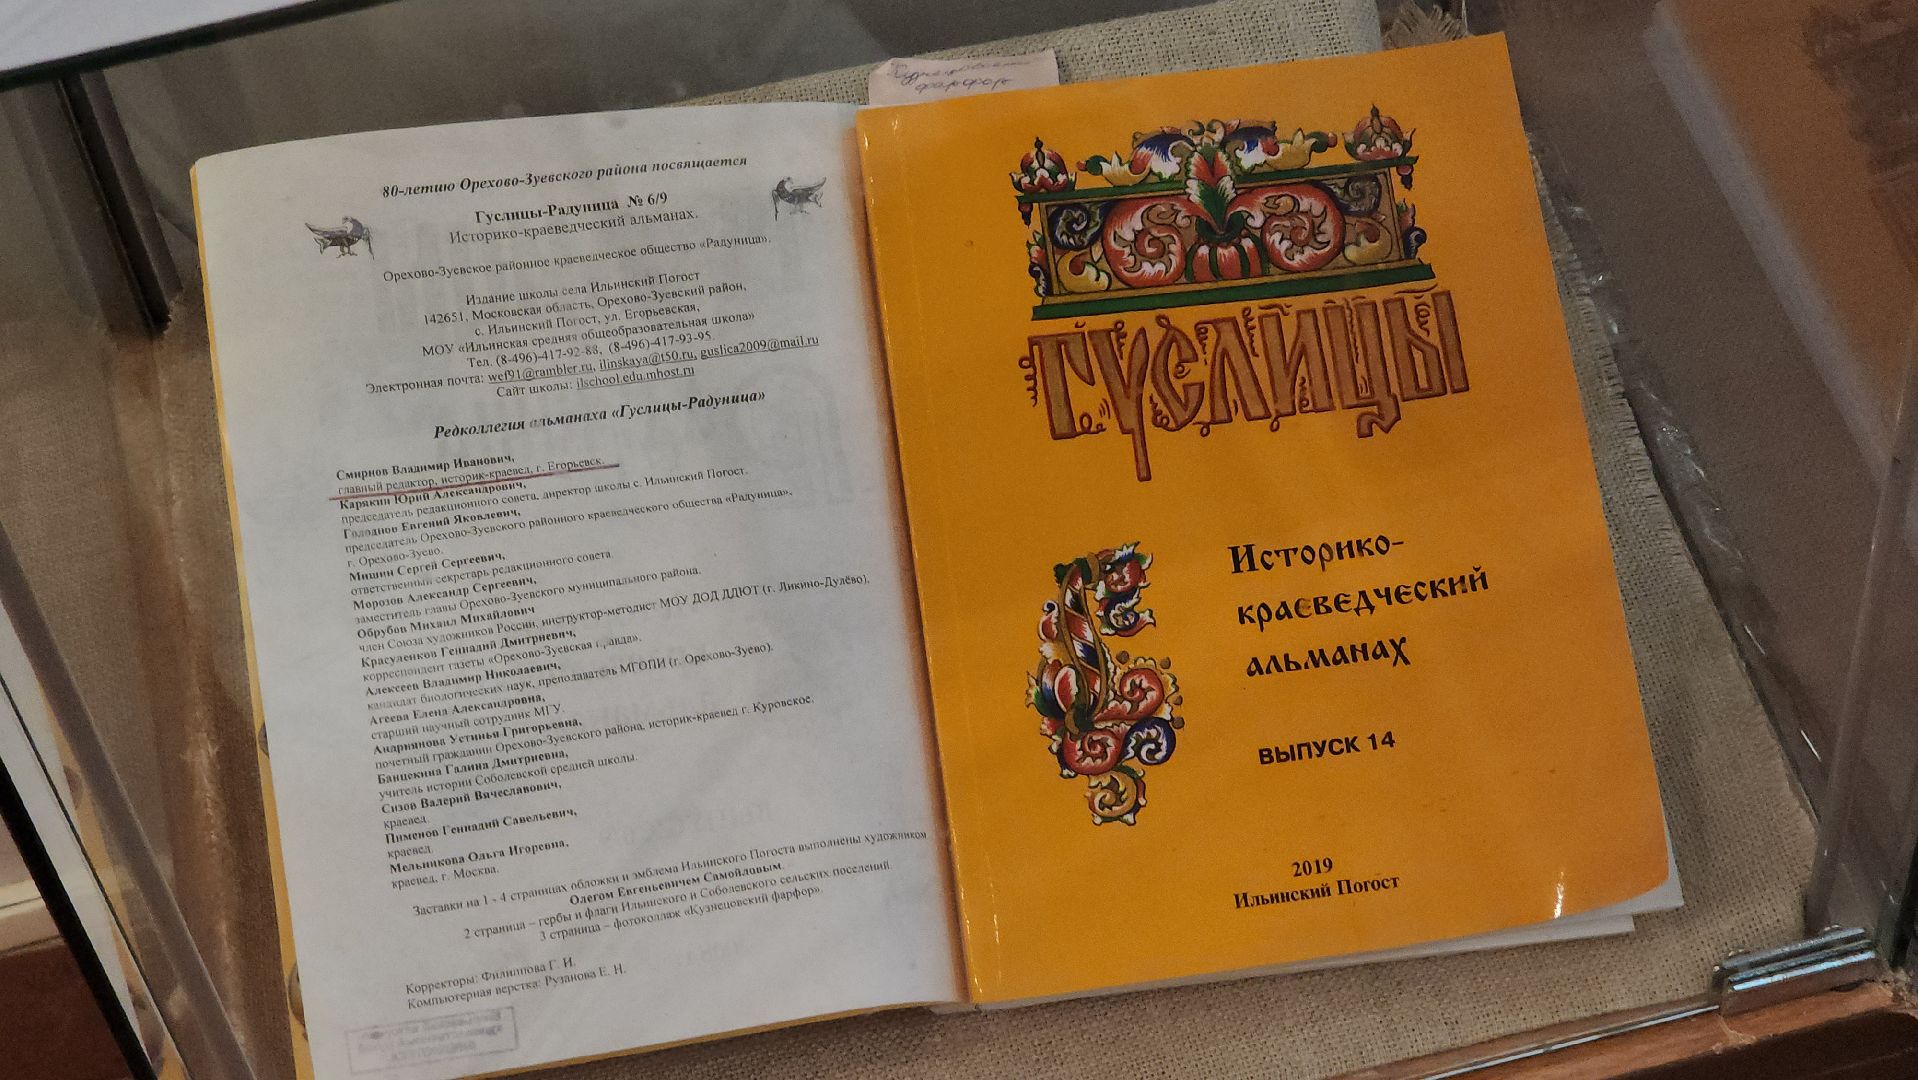 80-летию Орехово-Зуевского района посвящается
Гуслицы-Радуница № 6/9
Историко-краеведческий альманах.
Орехово-Зуевское районное краеведческое общество «Радуница».
Издание школы села Ильинский Погост
142651, Московская область, Орехово-Зуевский район,
с. Ильинский Погост, ул. Егорьевская,
МОУ «Ильинская средняя общеобразовательная школа»
Тел. (8-496)-417-92-88, (8-496)-417-93-95.
Электронная почта: wef91@rambler.ru, ilinskaya@t50.ru, guslica2009@mail.ru
Сайт школы: ilschool.edu.mhost.ru
Редколлегия альманаха «Гуслицы-Радуница»
Смирнов Владимир Иванович,
главный редактор, историк-краевед, г. Егорьевск.
Карякин Юрий Александрович,
председатель редакционного совета, директор школы с. Ильинский Погост.
Голоднов Евгений Яковлевич,
председатель Орехово-Зуевского районного краеведческого общества «Радуница»,
г. Орехово-Зуево.
Мишин Сергей Сергеевич,
ответственный секретарь редакционного совета.
Морозов Александр Сергеевич,
заместитель главы Орехово-Зуевского муниципального района.
Обрубов Михаил Михайлович
член Союза художников России, инструктор-методист МОУ ДОД ДДЮТ (г. Ликино-Дулёво),
Красуленков Геннадий Дмитриевич,
корреспондент газеты «Орехово-Зуевская
Алексеев Владимир Николаевич,
кандидат биологических наук, преподаватель МГОПИ (г. Орехово-Зуево).
Агеева Елена Александровна,
старший научный сотрудник МГУ.
Андриянова Устинья Григорьевна,
почетный гражданин Орехово-Зуевского района, историк-краевед г. Куровское,
Банцекина Галина Дмитриевна,
учитель истории Соболевской средней школы.
Сизов Валерий Вячеславович,
краевед.
Пименов Геннадий Савельевич,
краевед.
Мельникова Ольга Игоревна,
краевед, г. Москва.
Заставки на 1 - 4 страницах обложки и эмблема Ильинского Погоста выполнены художником
Олегом Евгеньевичем Самойловым.
2 страница – гербы и флаги Ильинского и Соболевского сельских поселений.
3 страница – фотоколлаж «Кузнецовский фарфор».
Корректоры: Филиппова Г. И.
Компьютерная верстка: Рузанова Е. Н.
фарфор
ГУСЛИЦЫ
Историко-
краеведческий
альманах
ВЫПУСК 14
2019
Ильинский Погост